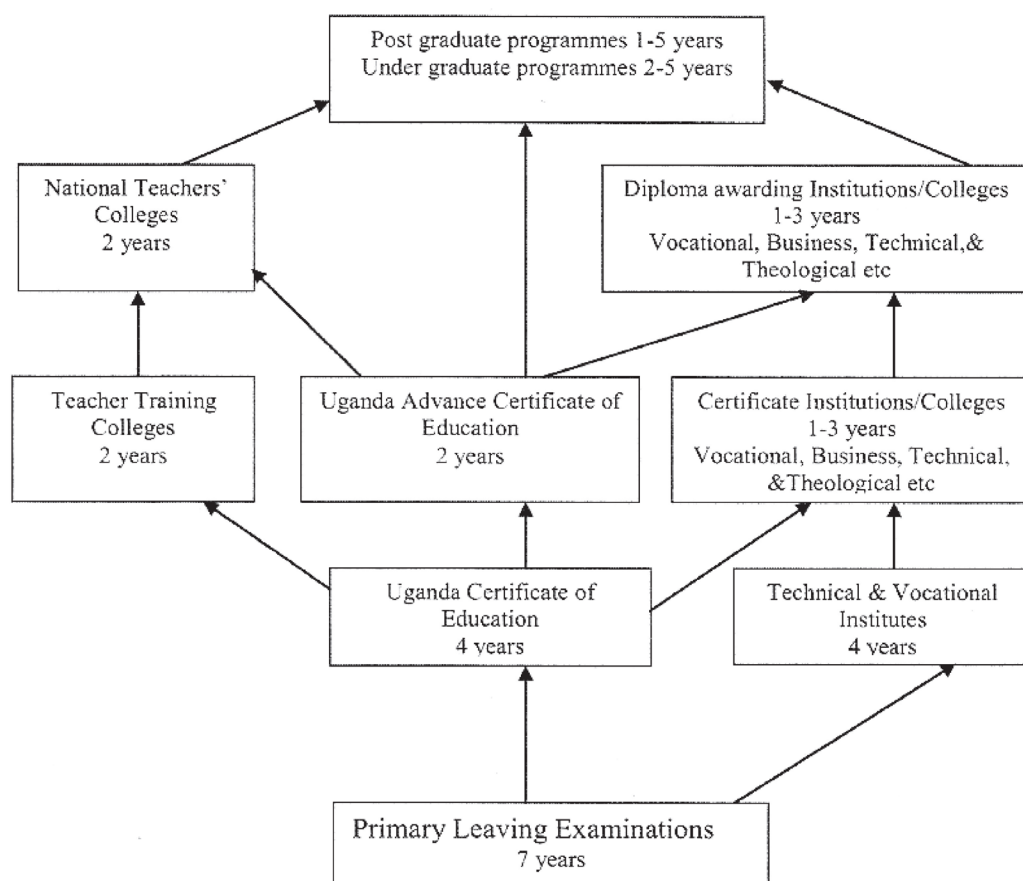 Post graduate programmes 1-5 years
Under graduate programmes 2-5 years
National Teachers'
Colleges
2 years
Diploma awarding Institutions/Colleges
1-3 years
Vocational, Business, Technical,&
Theological etc
Teacher Training
Colleges
2 years
Uganda Advance Certificate of
Education
2 years
Certificate Institutions/Colleges
1-3 years
Vocational, Business, Technical,
&Theological etc
Uganda Certificate of
Education
4 years
Technical & Vocational
Institutes
4 years
Primary Leaving Examinations
7 years